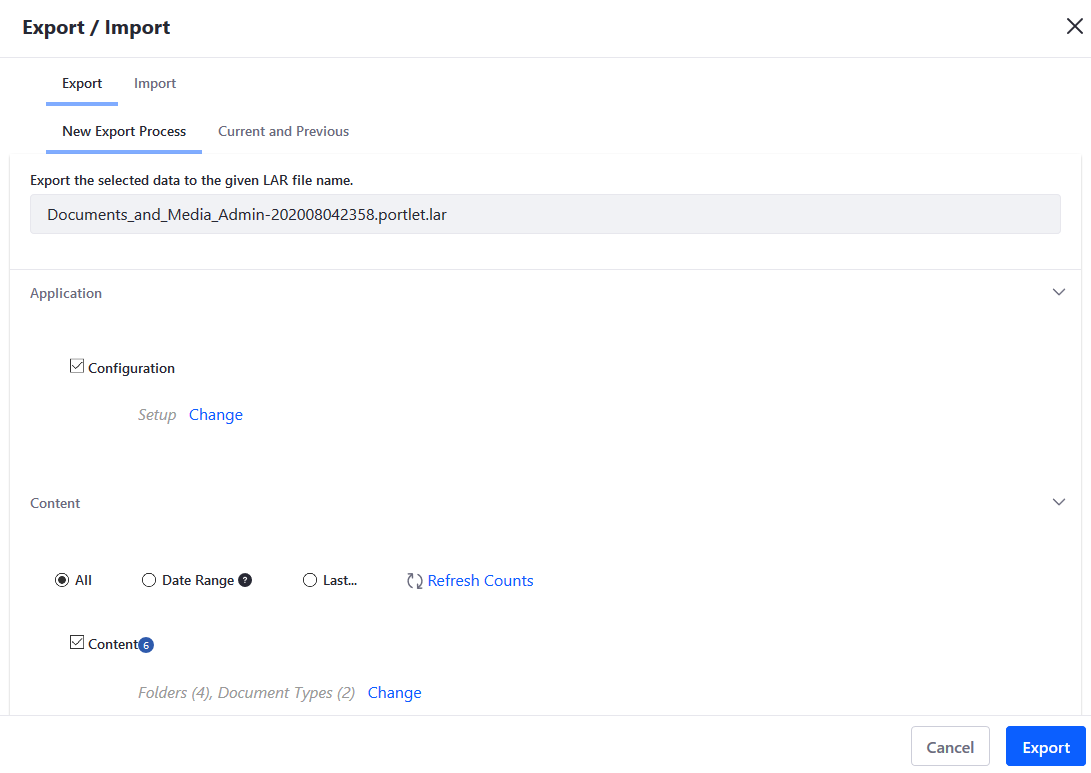 Export / Import
Export Import
New Export Process Current and Previous
Export the selected data to the given LAR file name.
Documents_and_Media_Admin-202008042358.portlet.lar
Application
Configuration
Setup Change
Content
All Date Range ? Last... Refresh Counts
Content 6
Folders (4), Document Types (2) Change
Cancel Export